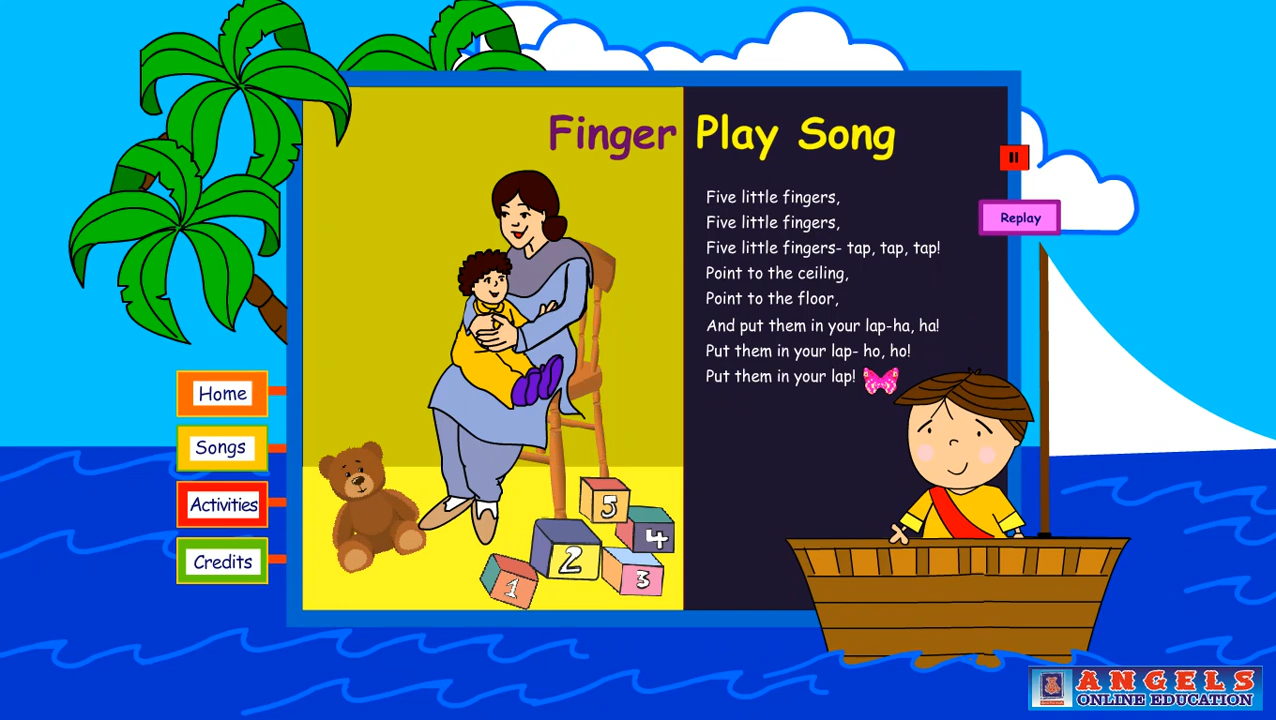 Finger Play Song
Five little fingers,
Five little fingers,
Five little fingers- tap, tap, tap!
Point to the ceiling,
Point to the floor,
And put them in your lap-ha, ha!
Put them in your lap- ho, ho!
Put them in your lap!
Replay
Home
Songs
Activities
Credits
5
4
2
3
1
ANGELS
ONLINE EDUCATION